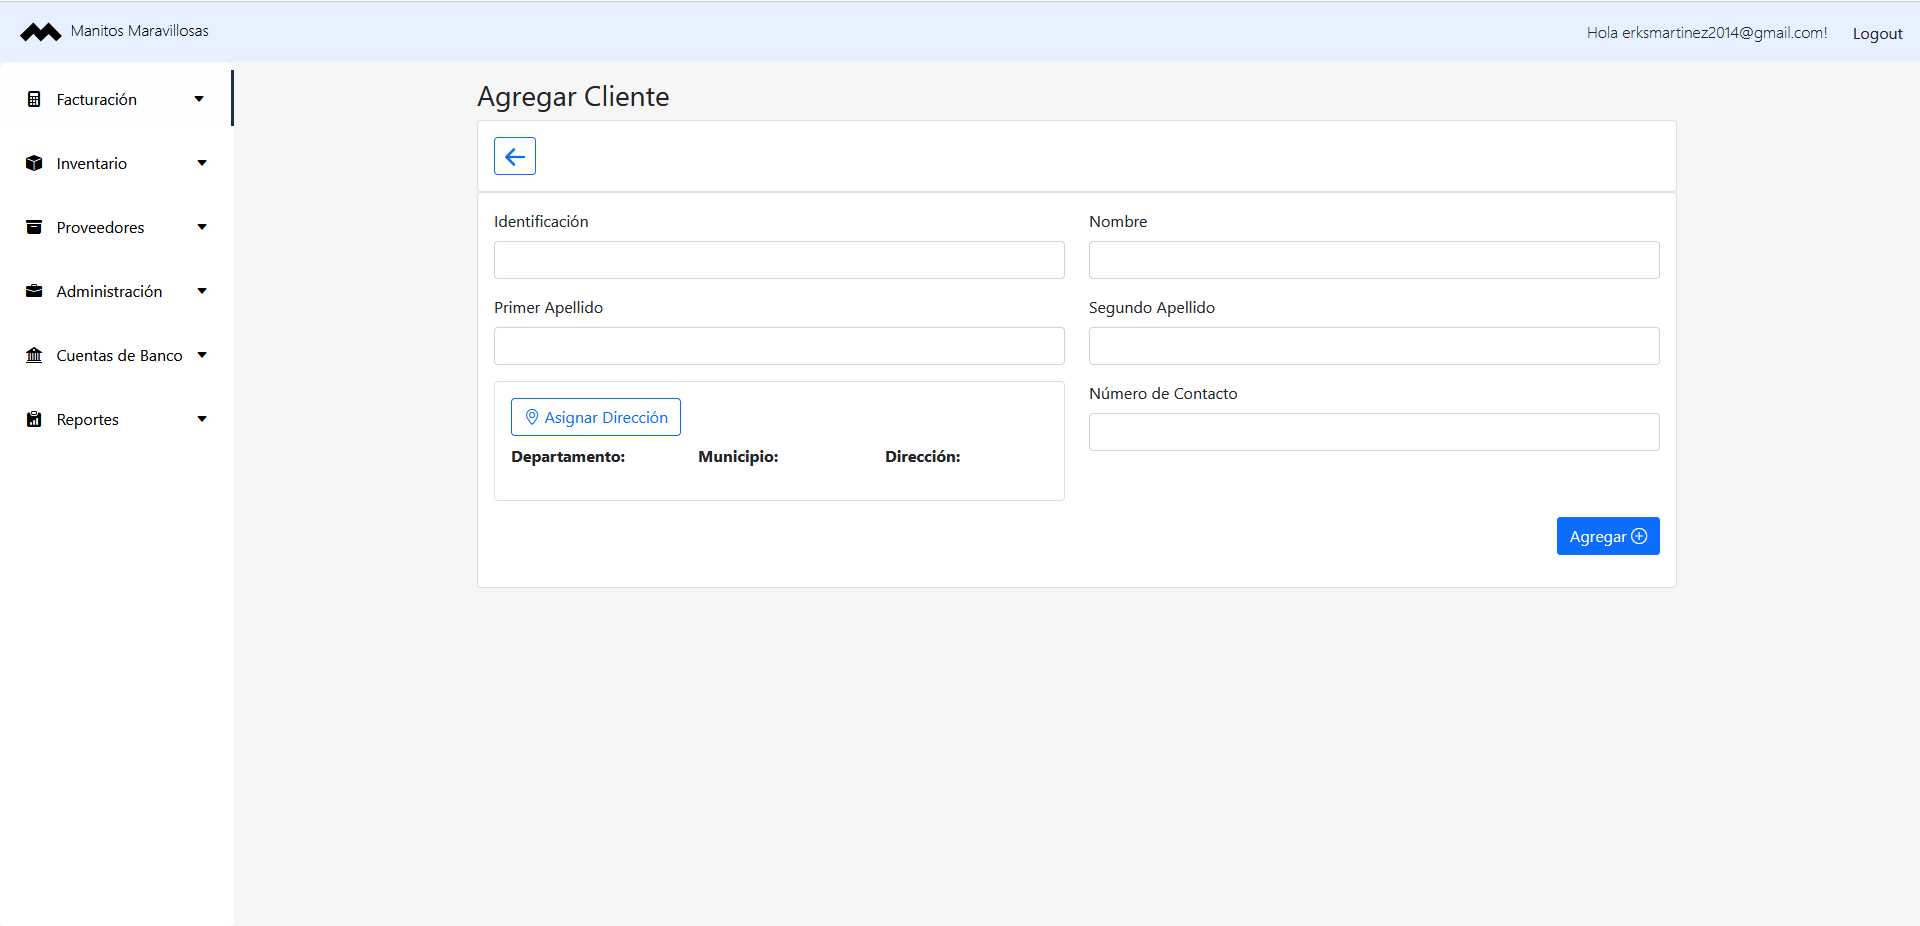 Manitos Maravillosas
Hola erksmartinez2014@gmail.com!
Logout
Facturación
Inventario
Proveedores
Administración
Cuentas de Banco
Reportes
Agregar Cliente
Identificación
Nombre
Primer Apellido
Segundo Apellido
Asignar Dirección
Departamento:
Municipio:
Dirección:
Número de Contacto
Agregar